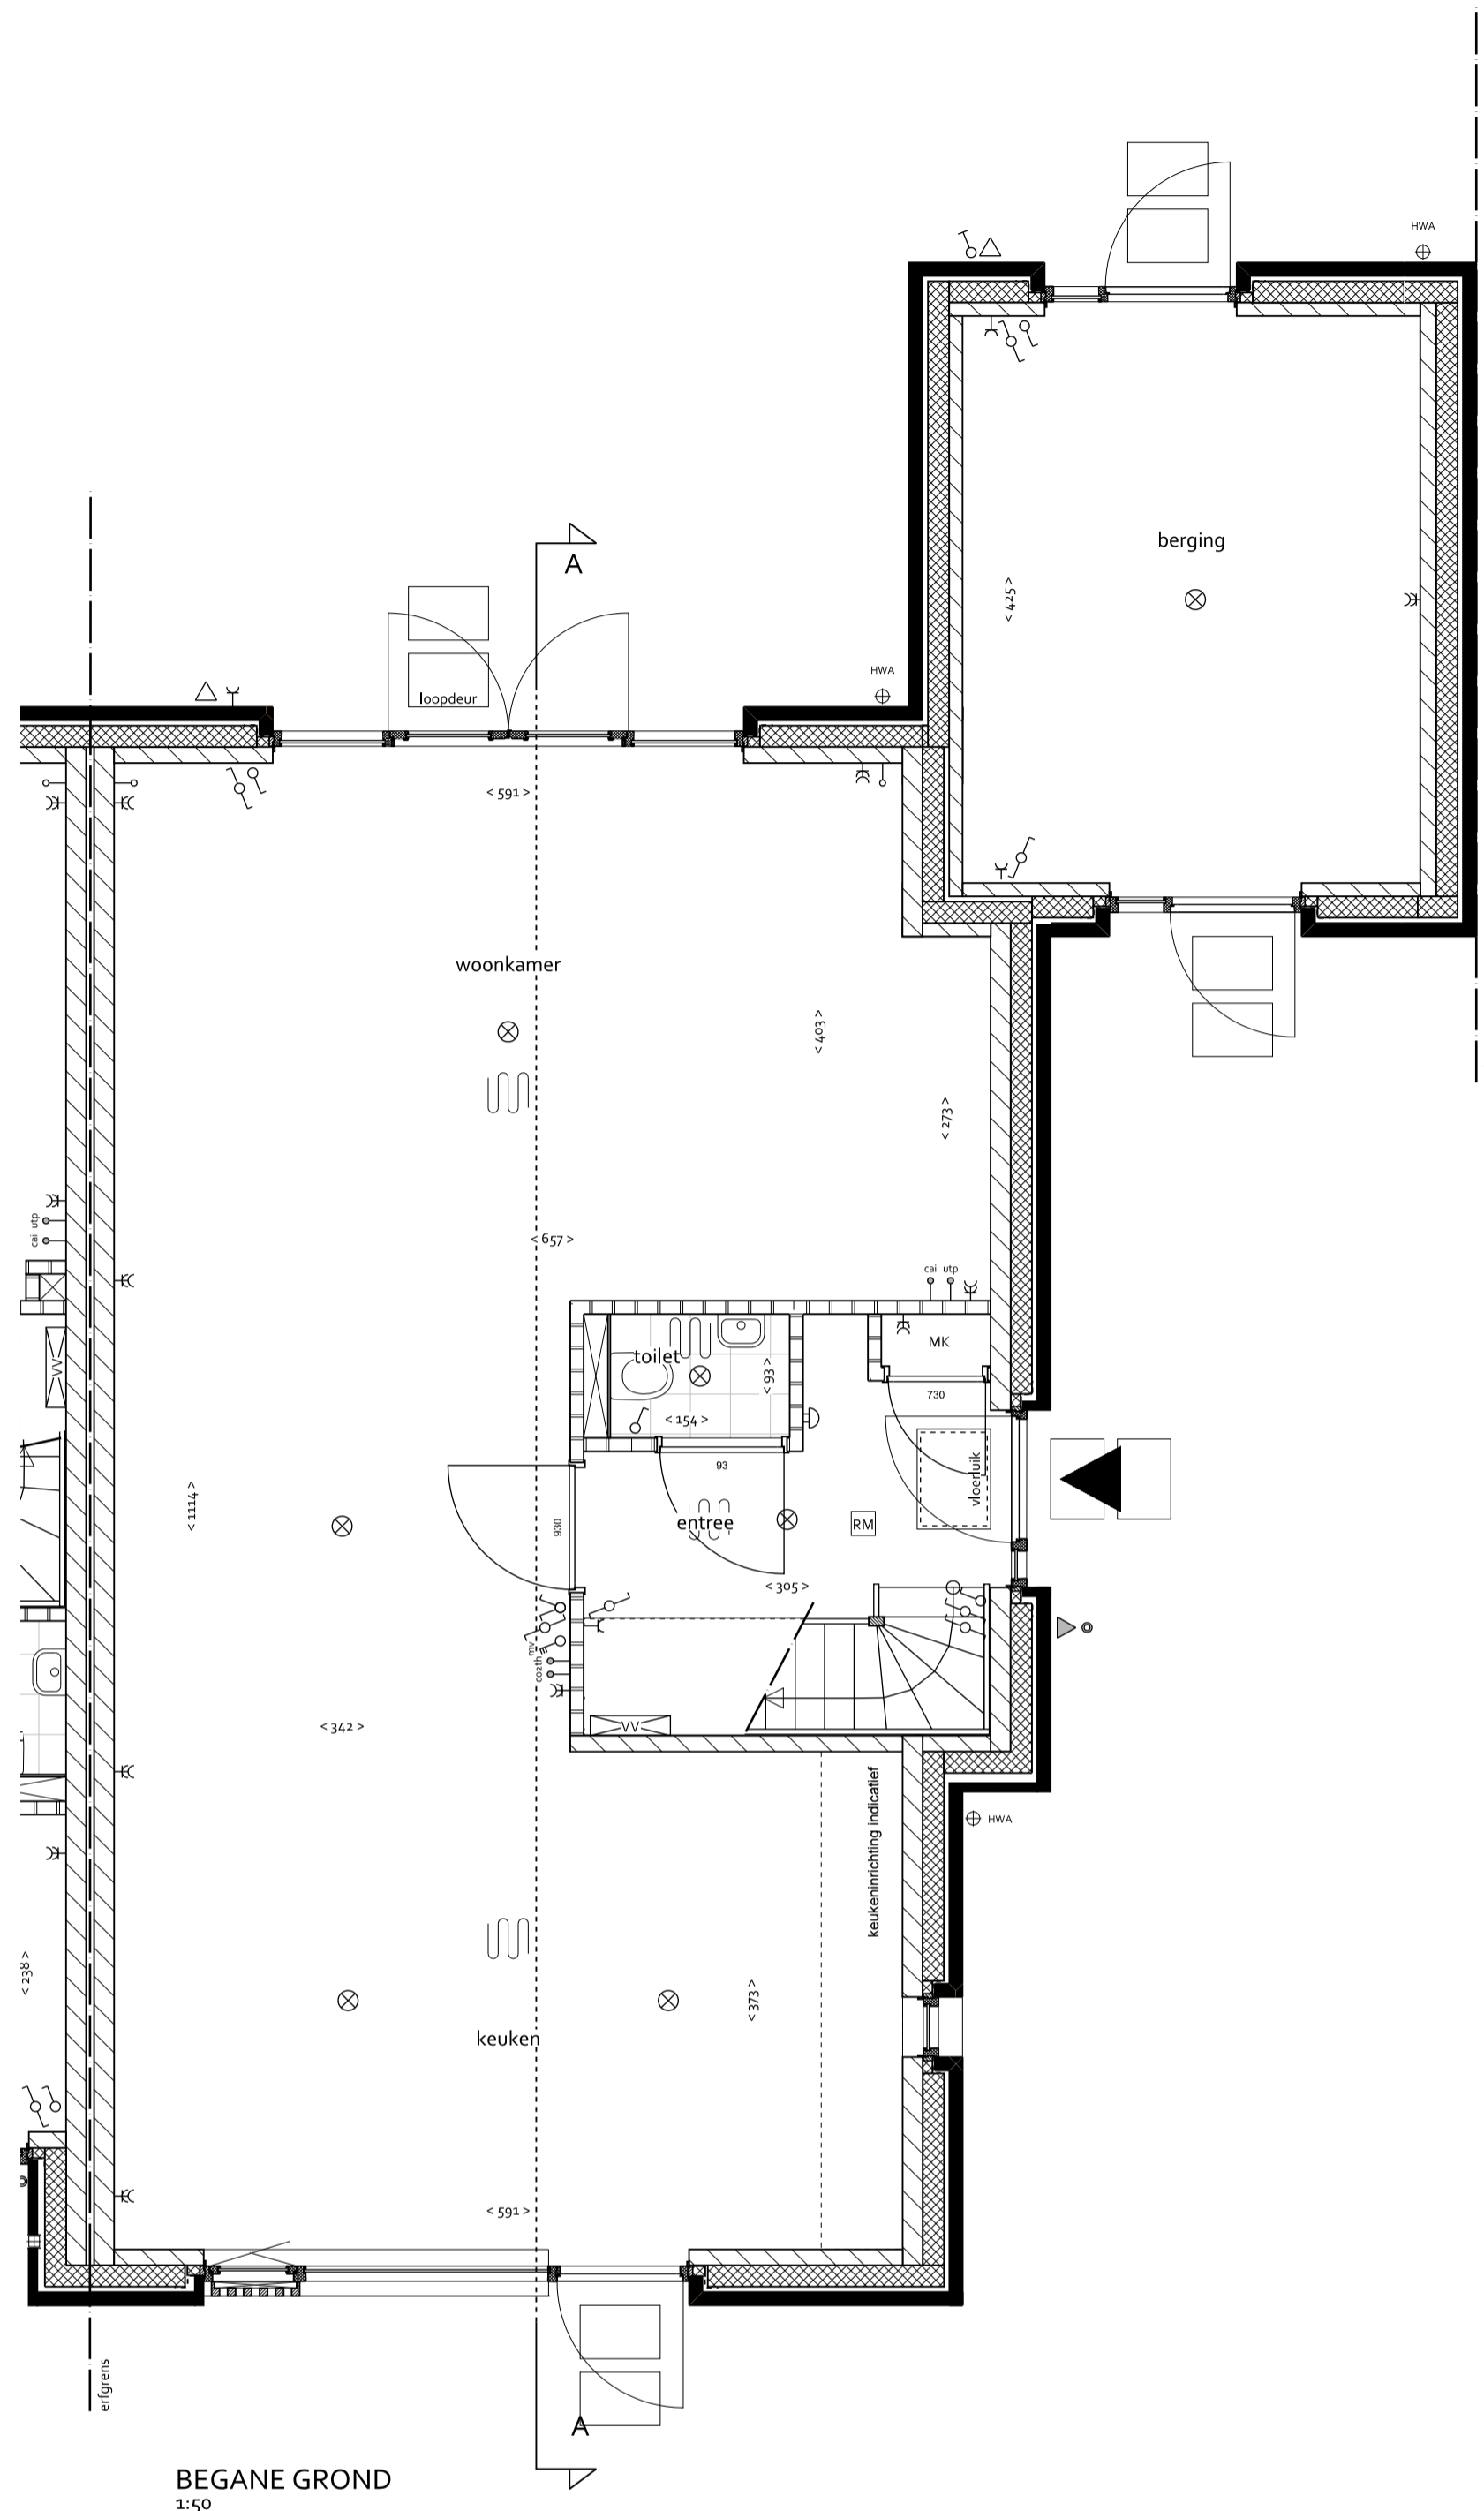 HWA
berging
< 425 >
A
loopdeur
HWA
< 591 >
woonkamer
< 403 >
< 273 >
cai utp
< 657 >
cai utp
MK
VV
toilet
< 93 >
730
< 154 >
93
vloerluik
< 1114 >
930
entree
RM
< 305 >
mv
co2th
VV
< 342 >
keukeninrichting indicatief
HWA
< 238 >
< 373 >
keuken
< 591 >
erfgrens
A
BEGANE GROND
1:50